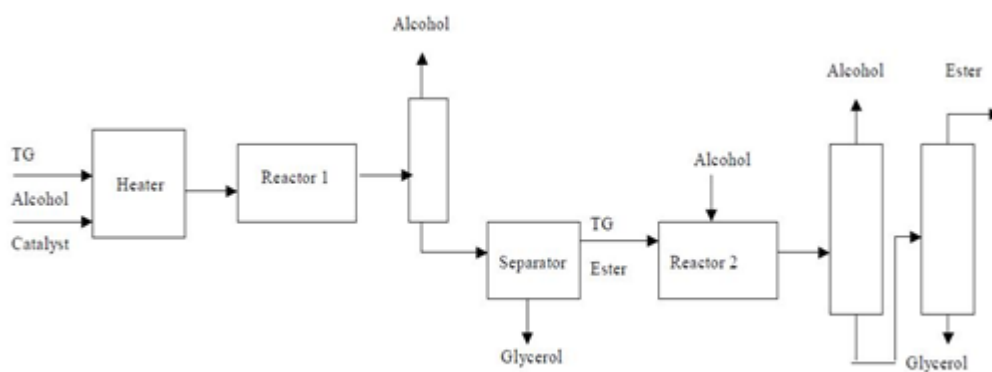 Alcohol
Alcohol
Ester
TG
Alcohol
Catalyst
Heater
Reactor 1
Alcohol
TG
Ester
Separator
Reactor 2
Glycerol
Glycerol